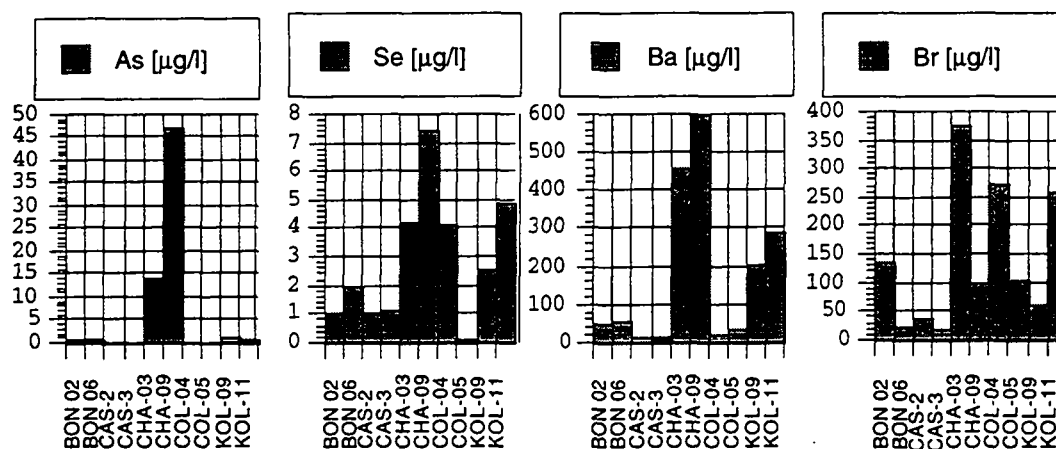 As [µg/l]
50
45
40
35
30
25
20
15
10
5
0
BON 02
BON 06
CAS-2
CAS-3
CHA-03
CHA-09
COL-04
COL-05
KOL-09
KOL-11
Se [µg/l]
8
7
6
5
4
3
2
1
0
BON 02
BON 06
CAS-2
CAS-3
CHA-03
CHA-09
COL-04
COL-05
KOL-09
KOL-11
Ba [µg/l]
600
500
400
300
200
100
0
BON 02
BON 06
CAS-2
CAS-3
CHA-03
CHA-09
COL-04
COL-05
KOL-09
KOL-11
Br [µg/l]
400
350
300
250
200
150
100
50
0
BON 02
BON 06
CAS-2
CAS-3
CHA-03
CHA-09
COL-04
COL-05
KOL-09
KOL-11